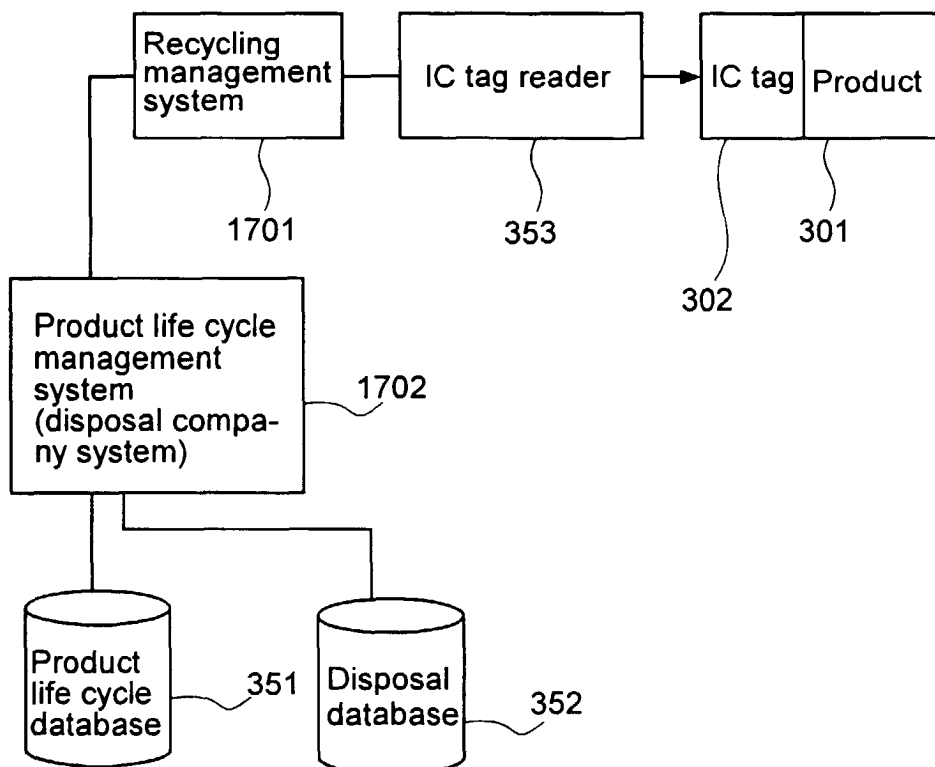 Recycling
management
system
IC tag reader
IC tag
Product
1701
353
302
301
Product life cycle
management
system
(disposal compa-
ny system)
1702
Product
life cycle
database
351
Disposal
database
352